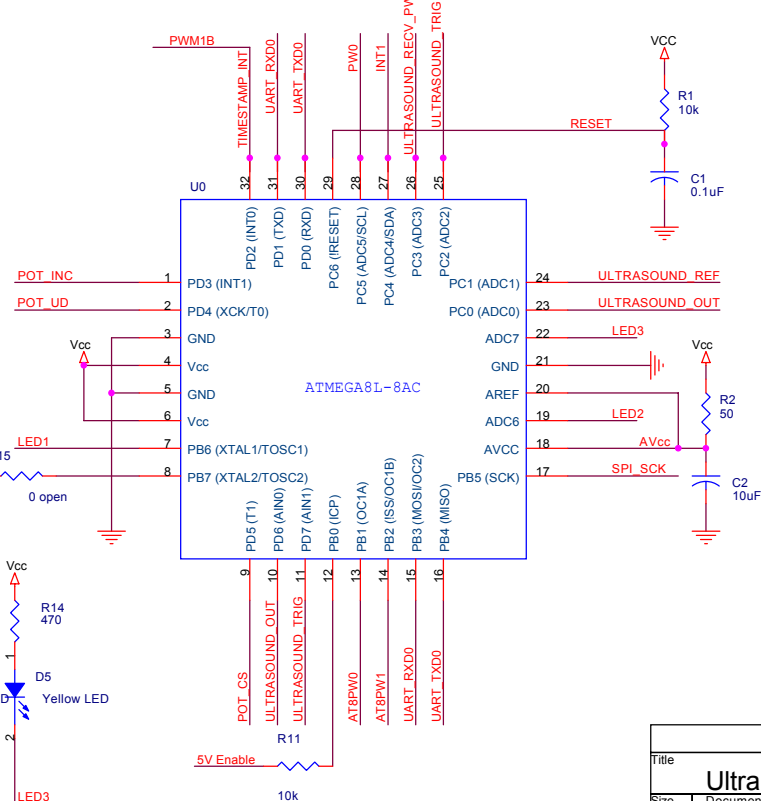 PWM1B
TIMESTAMP_INT
UART_RXD0
UART_TXD0
PW0
INT1
ULTRASOUND_RECV_PW
ULTRASOUND_TRIG
VCC
R1
10k
RESET
C1
0.1uF
U0
32
31
30
29
28
27
26
25
PD2 (INT0)
PD1 (TXD)
PD0 (RXD)
PC6 (!RESET)
PC5 (ADC5/SCL)
PC4 (ADC4/SDA)
PC3 (ADC3)
PC2 (ADC2)
POT_INC 1 PD3 (INT1)
POT_UD 2 PD4 (XCK/T0)
3 GND
Vcc
4 Vcc
5 GND
6 Vcc
LED1 7 PB6 (XTAL1/TOSC1)
15
8 PB7 (XTAL2/TOSC2)
0 open
ATMEGA8L-8AC
PC1 (ADC1) 24 ULTRASOUND_REF
PC0 (ADC0) 23 ULTRASOUND_OUT
ADC7 22 LED3
GND 21
AREF 20
ADC6 19 LED2
AVCC 18 AVcc
PB5 (SCK) 17 SPI_SCK
Vcc
R2
50
C2
10uF
PD5 (T1)
PD6 (AIN0)
PD7 (AIN1)
PB0 (ICP)
PB1 (OC1A)
PB2 (ISS/OC1B)
PB3 (MOSI/OC2)
PB4 (MISO)
9
10
11
12
13
14
15
16
POT_CS
ULTRASOUND_OUT
ULTRASOUND_TRIG
AT8PW0
AT8PW1
UART_RXD0
UART_TXD0
R11
5V Enable
10k
Vcc
R14
470
1
D5
D
Yellow LED
2
LED3
Title
Ultra
Size Documen